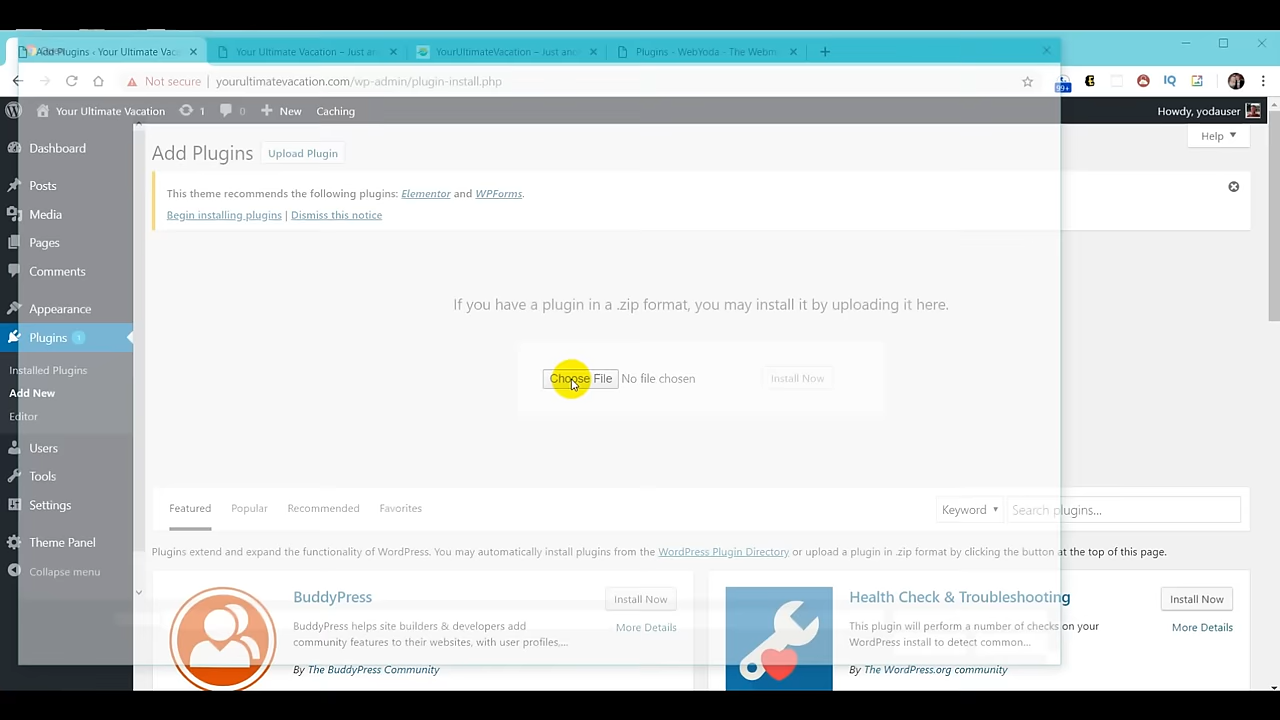 Add Plugins ‹ Your Ultimate Vac
Your Ultimate Vacation – Just an
YourUltimateVacation – Just ano
Plugins - WebYoda - The Webm
Not secure
yourultimatevacation.com/wp-admin/plugin-install.php
99+
IQ
Your Ultimate Vacation
1
0
New
Caching
Howdy, yodauser
Dashboard
Posts
Media
Pages
Comments
Appearance
Plugins 1
Installed Plugins
Add New
Editor
Users
Tools
Settings
Theme Panel
Collapse menu
Help
Add Plugins
Upload Plugin
This theme recommends the following plugins: Elementor and WPForms.
Begin installing plugins | Dismiss this notice
If you have a plugin in a .zip format, you may install it by uploading it here.
Choose File No file chosen
Install Now
Featured
Popular
Recommended
Favorites
Keyword
Search plugins...
Plugins extend and expand the functionality of WordPress. You may automatically install plugins from the WordPress Plugin Directory or upload a plugin in .zip format by clicking the button at the top of this page.
BuddyPress
Install Now
BuddyPress helps site builders & developers add
community features to their websites, with user profiles,...
More Details
By The BuddyPress Community
Health Check & Troubleshooting
Install Now
This plugin will perform a number of checks on your
WordPress install to detect common...
More Details
By The WordPress.org community